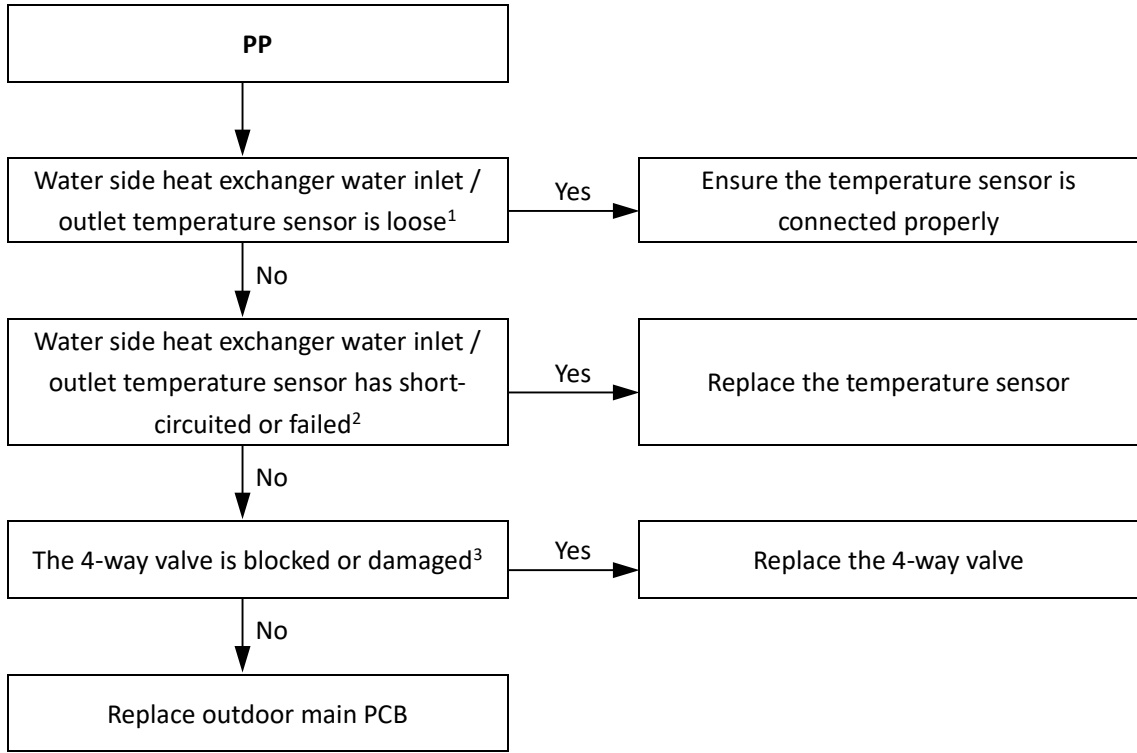 PP
Water side heat exchanger water inlet /
outlet temperature sensor is loose¹
Yes
Ensure the temperature sensor is
connected properly
No
Water side heat exchanger water inlet /
outlet temperature sensor has short-
circuited or failed²
Yes
Replace the temperature sensor
No
The 4-way valve is blocked or damaged³
Yes
Replace the 4-way valve
No
Replace outdoor main PCB